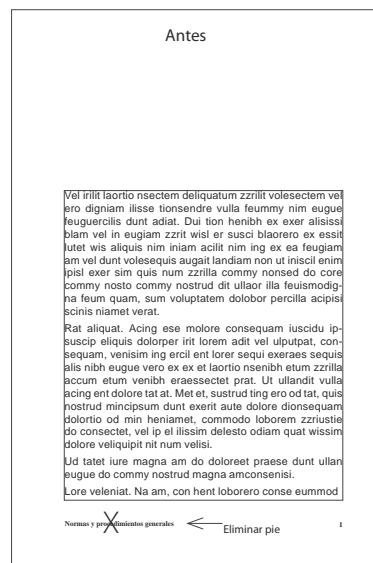 Antes
Vel irilit laortio nsectem deliquatum zzrilit volesectem vel
ero digniam ilisse tionsendre vulla feummy nim eugue
feuguercilis dunt adiat. Dui tion henibh ex exer alisissi
blam vel in eugiam zzrit wisl er susci blaorero ex essit
lutet wis aliquis nim iniam acilit nim ing ex ea feugiam
am vel dunt volesequis augait landiam non ut iniscil enim
ipisl exer sim quis num zzrilla commy nonsed do core
commy nosto commy nostrud dit ullaor illa feuismodig-
na feum quam, sum voluptatem dolobor percilla acipisi
scinis niamet verat.
Rat aliquat. Acing ese molore consequam iuscidu ip-
suscip eliquis dolorper irit lorem adit vel ulputpat, con-
sequam, venisim ing ercil ent lorer sequi exeraes sequis
alis nibh eugue vero ex ex et laortio nsenibh etum zzrilla
accum etum venibh eraessectet prat. Ut ullandit vulla
acing ent dolore tat at. Met et, sustrud ting ero od tat, quis
nostrud mincipsum dunt exerit aute dolore dionsequam
dolortio od min heniamet, commodo loborem zzriustie
do consectet, vel ip el ilissim delesto odiam quat wissim
dolore veliquipit nit num velisi.
Ud tatet iure magna am do doloreet praese dunt ullan
eugue do commy nostrud magna amconsenisi.
Lore veleniat. Na am, con hent loborero conse eummod
Normas y procedimientos generales Eliminar pie 1